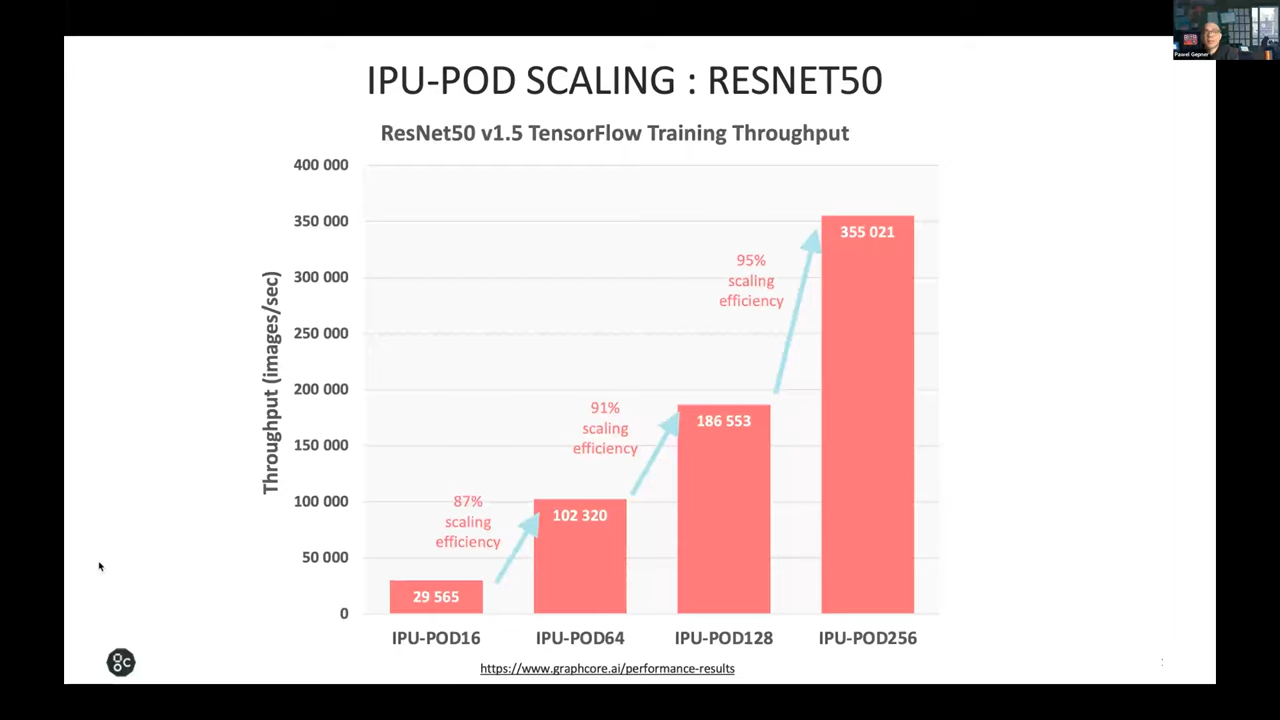 IPU-POD SCALING : RESNET50
ResNet50 v1.5 TensorFlow Training Throughput
Throughput (images/sec)
400 000
350 000
300 000
250 000
200 000
150 000
100 000
50 000
0
87%
scaling
efficiency
91%
scaling
efficiency
95%
scaling
efficiency
29 565
102 320
186 553
355 021
IPU-POD16
IPU-POD64
IPU-POD128
IPU-POD256
https://www.graphcore.ai/performance-results
gc
Pawel Gepner